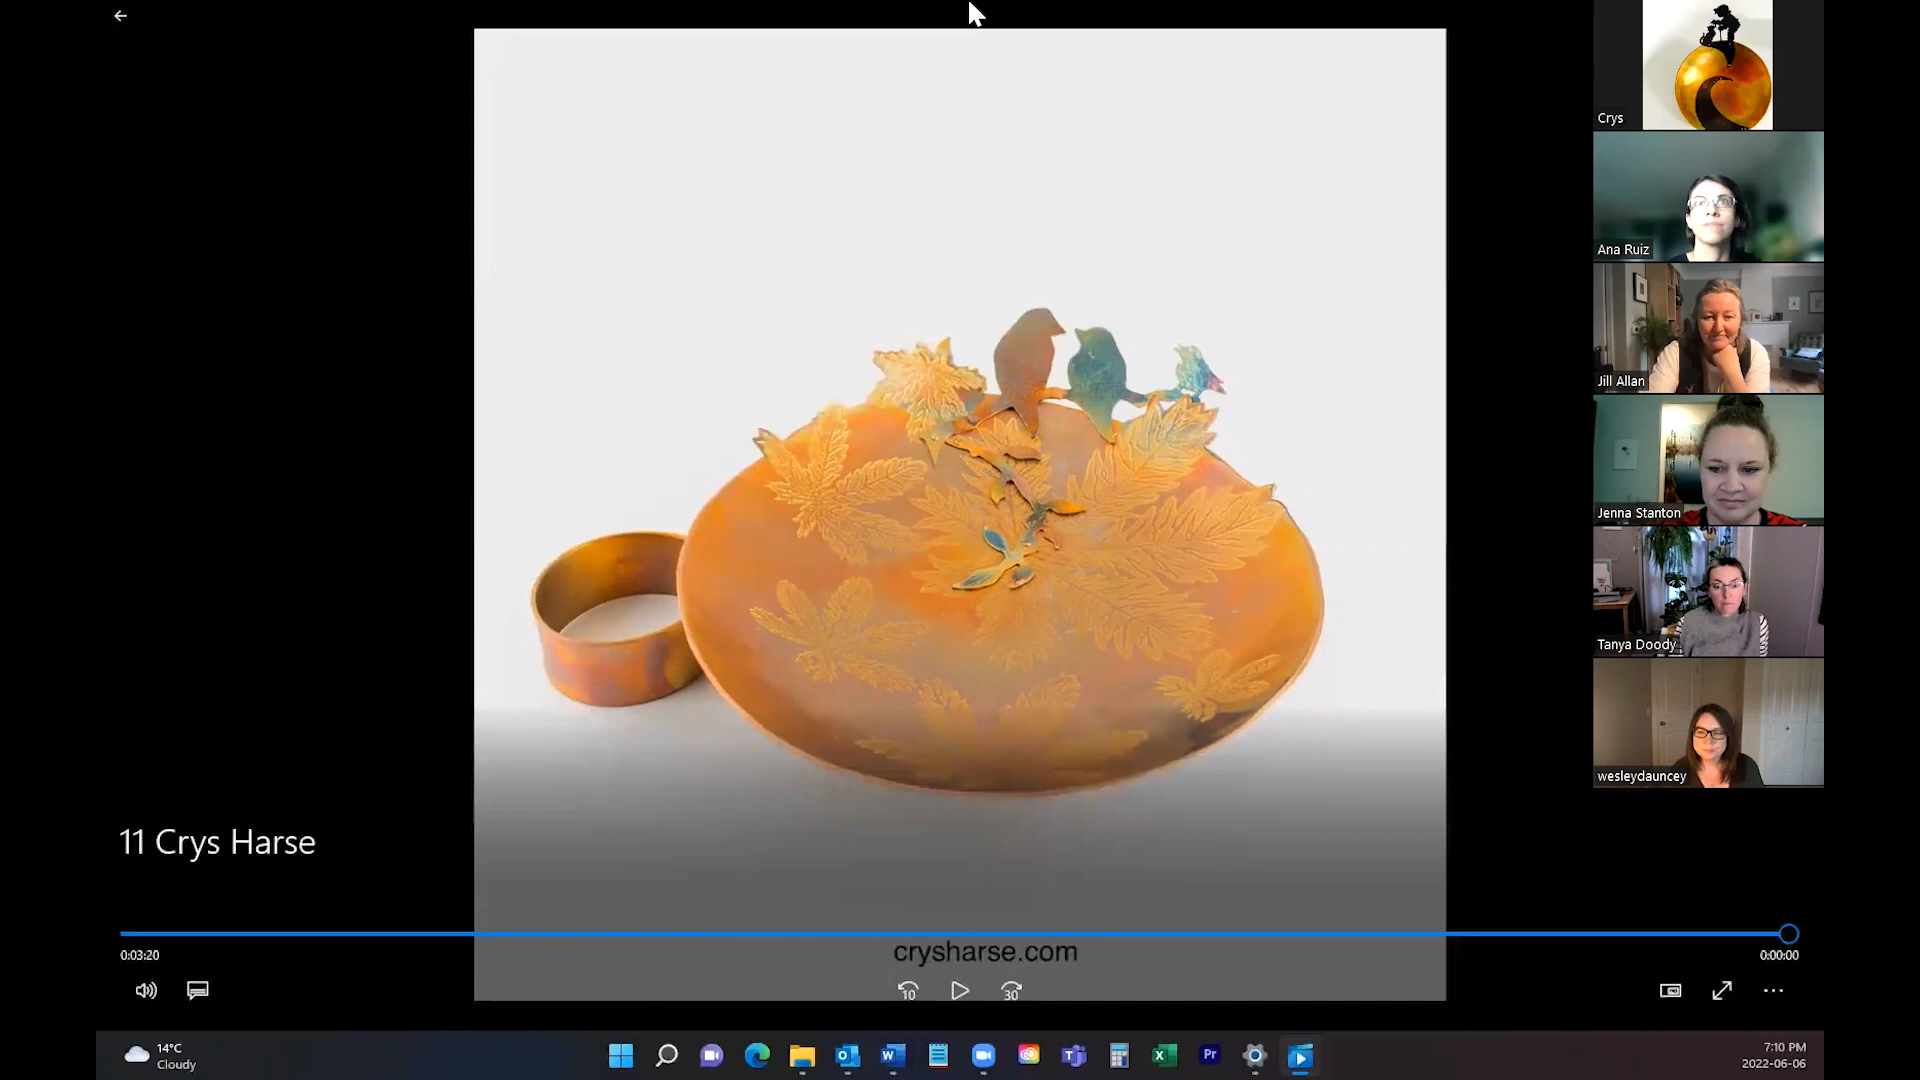 Crys
Ana Ruiz
Jill Allan
Jenna Stanton
Tanya Doody
wesleydauncey
11 Crys Harse
0:03:20
0:00:00
crysharse.com
10
30
14°C
Cloudy
7:10 PM
2022-06-06